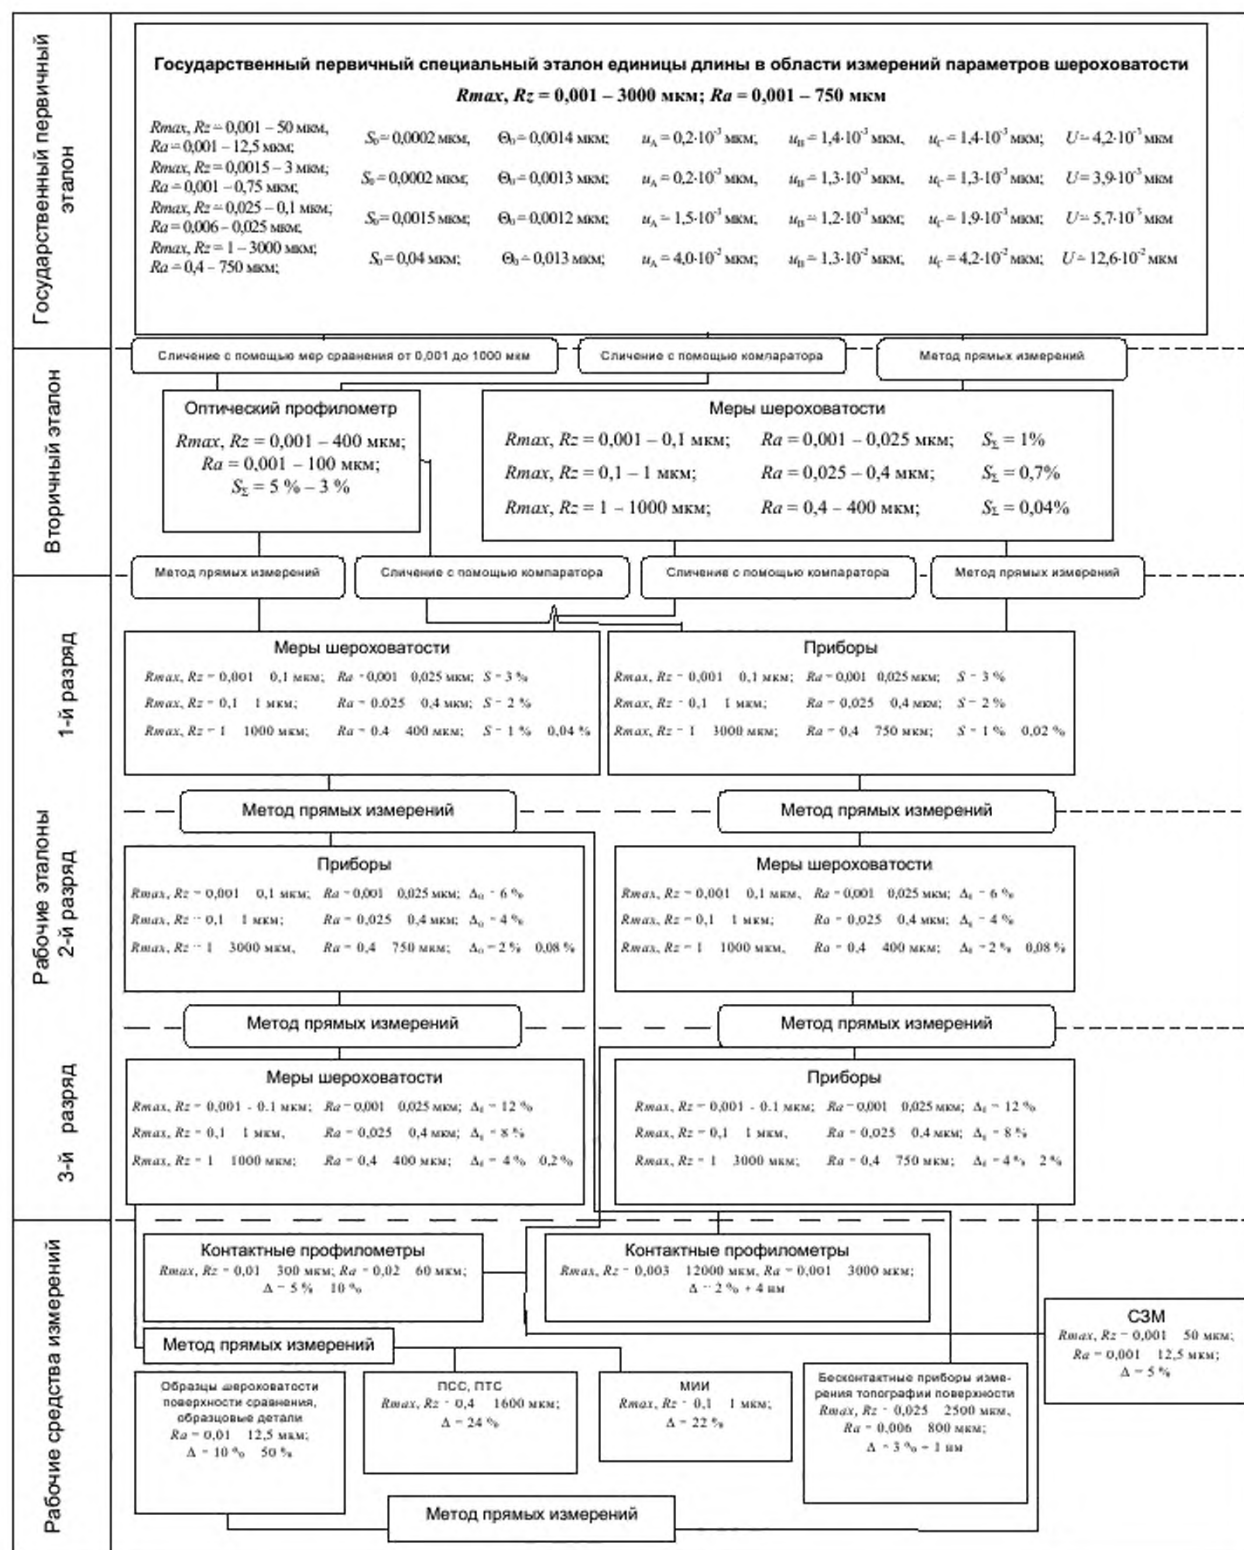 Государственный первичный эталон
Государственный первичный специальный эталон единицы длины в области измерений параметров шероховатости
Rmax, Rz = 0,001 – 3000 мкм; Ra = 0,001 – 750 мкм
Rmax, Rz = 0,001 – 50 мкм,
Ra = 0,001 – 12,5 мкм;
S₀ = 0,0002 мкм, Θ₀ = 0,0014 мкм; uA = 0,2·10⁻³ мкм; uB = 1,4·10⁻³ мкм, uC = 1,4·10⁻³ мкм; U = 4,2·10⁻³ мкм
Rmax, Rz = 0,0015 – 3 мкм;
Ra = 0,001 – 0,75 мкм;
S₀ = 0,0002 мкм; Θ₀ = 0,0013 мкм; uA = 0,2·10⁻³ мкм; uB = 1,3·10⁻³ мкм, uC = 1,3·10⁻³ мкм; U = 3,9·10⁻³ мкм
Rmax, Rz = 0,025 – 0,1 мкм;
Ra = 0,006 – 0,025 мкм,
S₀ = 0,0015 мкм; Θ₀ = 0,0012 мкм; uA = 1,5·10⁻³ мкм; uB = 1,2·10⁻³ мкм, uC = 1,9·10⁻³ мкм; U = 5,7·10⁻³ мкм
Rmax, Rz = 1 – 3000 мкм;
Ra = 0,4 – 750 мкм;
S₀ = 0,04 мкм; Θ₀ = 0,013 мкм; uA = 4,0·10⁻² мкм; uB = 1,3·10⁻² мкм, uC = 4,2·10⁻² мкм; U = 12,6·10⁻² мкм
Сличение с помощью мер сравнения от 0,001 до 1000 мкм
Сличение с помощью компаратора
Метод прямых измерений
Вторичный эталон
Оптический профилометр
Rmax, Rz = 0,001 – 400 мкм;
Ra = 0,001 – 100 мкм;
SΣ = 5 % – 3 %
Меры шероховатости
Rmax, Rz = 0,001 – 0,1 мкм; Ra = 0,001 – 0,025 мкм; SΣ = 1%
Rmax, Rz = 0,1 – 1 мкм; Ra = 0,025 – 0,4 мкм; SΣ = 0,7%
Rmax, Rz = 1 – 1000 мкм; Ra = 0,4 – 400 мкм; SΣ = 0,04%
Метод прямых измерений
Сличение с помощью компаратора
Сличение с помощью компаратора
Метод прямых измерений
Рабочие эталоны
1-й разряд
Меры шероховатости
Rmax, Rz = 0,001 0,1 мкм; Ra = 0,001 0,025 мкм; S = 3 %
Rmax, Rz = 0,1 1 мкм; Ra = 0.025 0,4 мкм; S = 2 %
Rmax, Rz = 1 1000 мкм; Ra = 0.4 400 мкм; S = 1 % 0,04 %
Приборы
Rmax, Rz = 0,001 0,1 мкм; Ra = 0,001 0,025 мкм; S = 3 %
Rmax, Rz = 0,1 1 мкм; Ra = 0,025 0,4 мкм; S = 2%
Rmax, Rz = 1 3000 мкм; Ra = 0,4 750 мкм; S = 1 % 0,02 %
Метод прямых измерений
Метод прямых измерений
2-й разряд
Приборы
Rmax, Rz = 0,001 0,1 мкм; Ra = 0,001 0,025 мкм; Δ₀ = 6 %
Rmax, Rz = 0,1 1 мкм; Ra = 0,025 0,4 мкм; Δ₀ = 4 %
Rmax, Rz = 1 3000 мкм, Ra = 0.4 750 мкм; Δ₀ = 2 % 0,08 %
Меры шероховатости
Rmax, Rz = 0,001 0,1 мкм, Ra = 0,001 0,025 мкм; Δ = 6 %
Rmax, Rz = 0,1 1 мкм; Ra = 0,025 0,4 мкм; Δ = 4 %
Rmax, Rz = 1 1000 мкм, Ra = 0,4 400 мкм; Δ = 2 % 0,08 %
Метод прямых измерений
Метод прямых измерений
3-й разряд
Меры шероховатости
Rmax, Rz = 0,001 - 0.1 мкм; Ra = 0,001 0,025 мкм; Δ = 12 %
Rmax, Rz = 0,1 1 мкм, Ra = 0,025 0,4 мкм; Δ = 8 %
Rmax, Rz = 1 1000 мкм; Ra = 0,4 400 мкм; Δ = 4 % 0,2 %
Приборы
Rmax, Rz = 0,001 - 0.1 мкм; Ra = 0,001 0,025 мкм; Δ = 12 %
Rmax, Rz = 0,1 1 мкм, Ra = 0,025 0,4 мкм; Δ = 8 %
Rmax, Rz = 1 3000 мкм; Ra = 0,4 750 мкм; Δ = 4 % 2 %
Рабочие средства измерений
Контактные профилометры
Rmax, Rz = 0,01 300 мкм; Ra = 0,02 60 мкм;
Δ = 5 % 10 %
Контактные профилометры
Rmax, Rz = 0,003 12000 мкм, Ra = 0,001 3000 мкм;
Δ = 2 % + 4 нм
СЗМ
Rmax, Rz = 0,001 50 мкм;
Ra = 0,001 12,5 мкм;
Δ = 5 %
Метод прямых измерений
Образцы шероховатости
поверхности сравнения,
образцовые детали
Ra = 0,01 12,5 мкм;
Δ = 10 % 50 %
ПСС, ПТС
Rmax, Rz = 0,4 1600 мкм;
Δ = 24 %
МИИ
Rmax, Rz = 0,1 1 мкм;
Δ = 22 %
Бесконтактные приборы изме-
рения топографии поверхности
Rmax, Rz = 0,025 2500 мкм,
Ra = 0,006 800 мкм;
Δ = 3 % + 1 нм
Метод прямых измерений